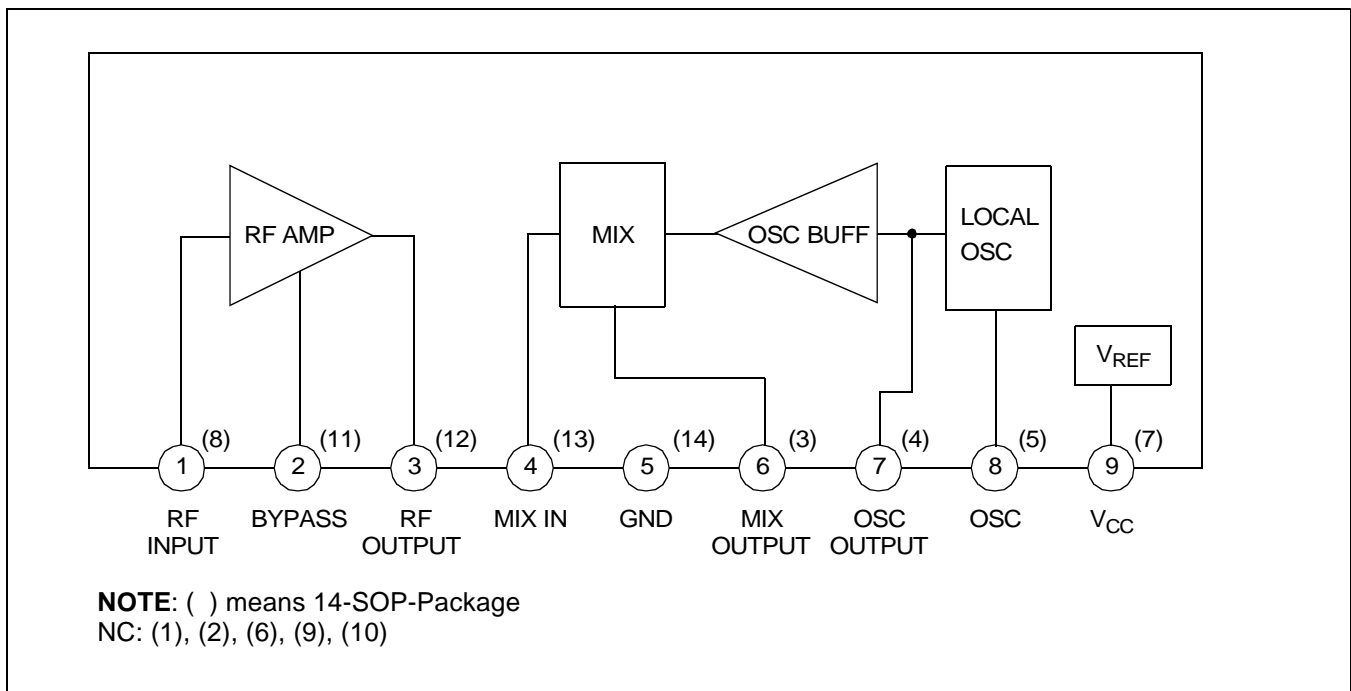 RF AMP
MIX
OSC BUFF
LOCAL
OSC
VREF
1 (8)
2 (11)
3 (12)
4 (13)
5 (14)
6 (3)
7 (4)
8 (5)
9 (7)
RF
INPUT
BYPASS
RF
OUTPUT
MIX IN
GND
MIX
OUTPUT
OSC
OUTPUT
OSC
VCC
NOTE: ( ) means 14-SOP-Package
NC: (1), (2), (6), (9), (10)